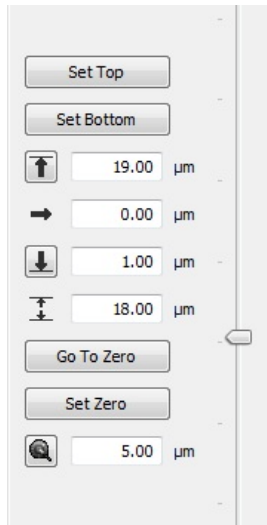 Set Top
Set Bottom
19.00 µm
0.00 µm
1.00 µm
18.00 µm
Go To Zero
Set Zero
5.00 µm